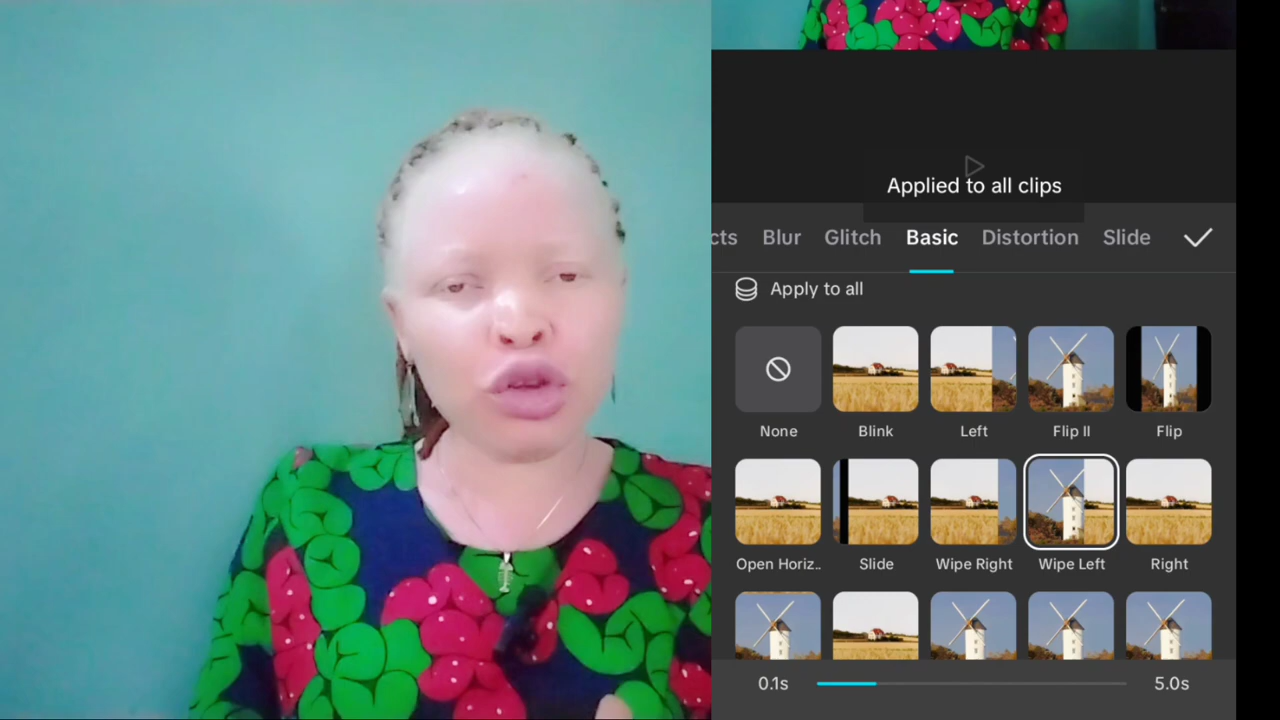 Applied to all clips
cts Blur Glitch Basic Distortion Slide
Apply to all
None Blink Left Flip II Flip
Open Horiz.. Slide Wipe Right Wipe Left Right
0.1s 5.0s